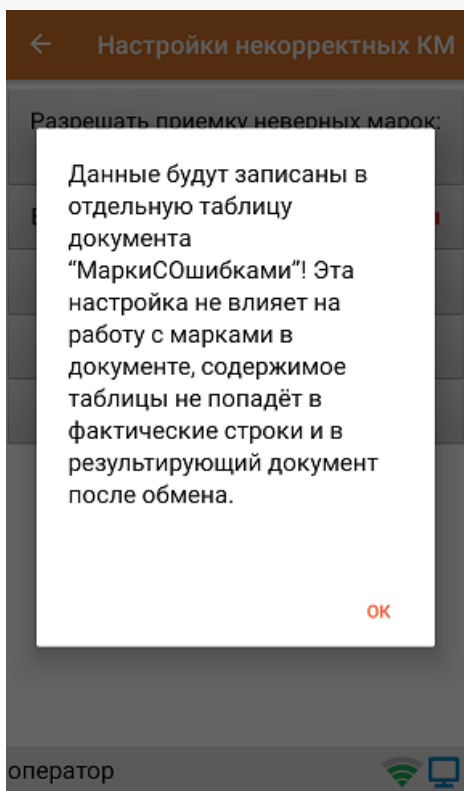 Настройки некорректных КМ
Разрешать приемку неверных марок:
Данные будут записаны в
отдельную таблицу
документа
“МаркиСОшибками”! Эта
настройка не влияет на
работу с марками в
документе, содержимое
таблицы не попадёт в
фактические строки и в
результирующий документ
после обмена.
ОК
оператор